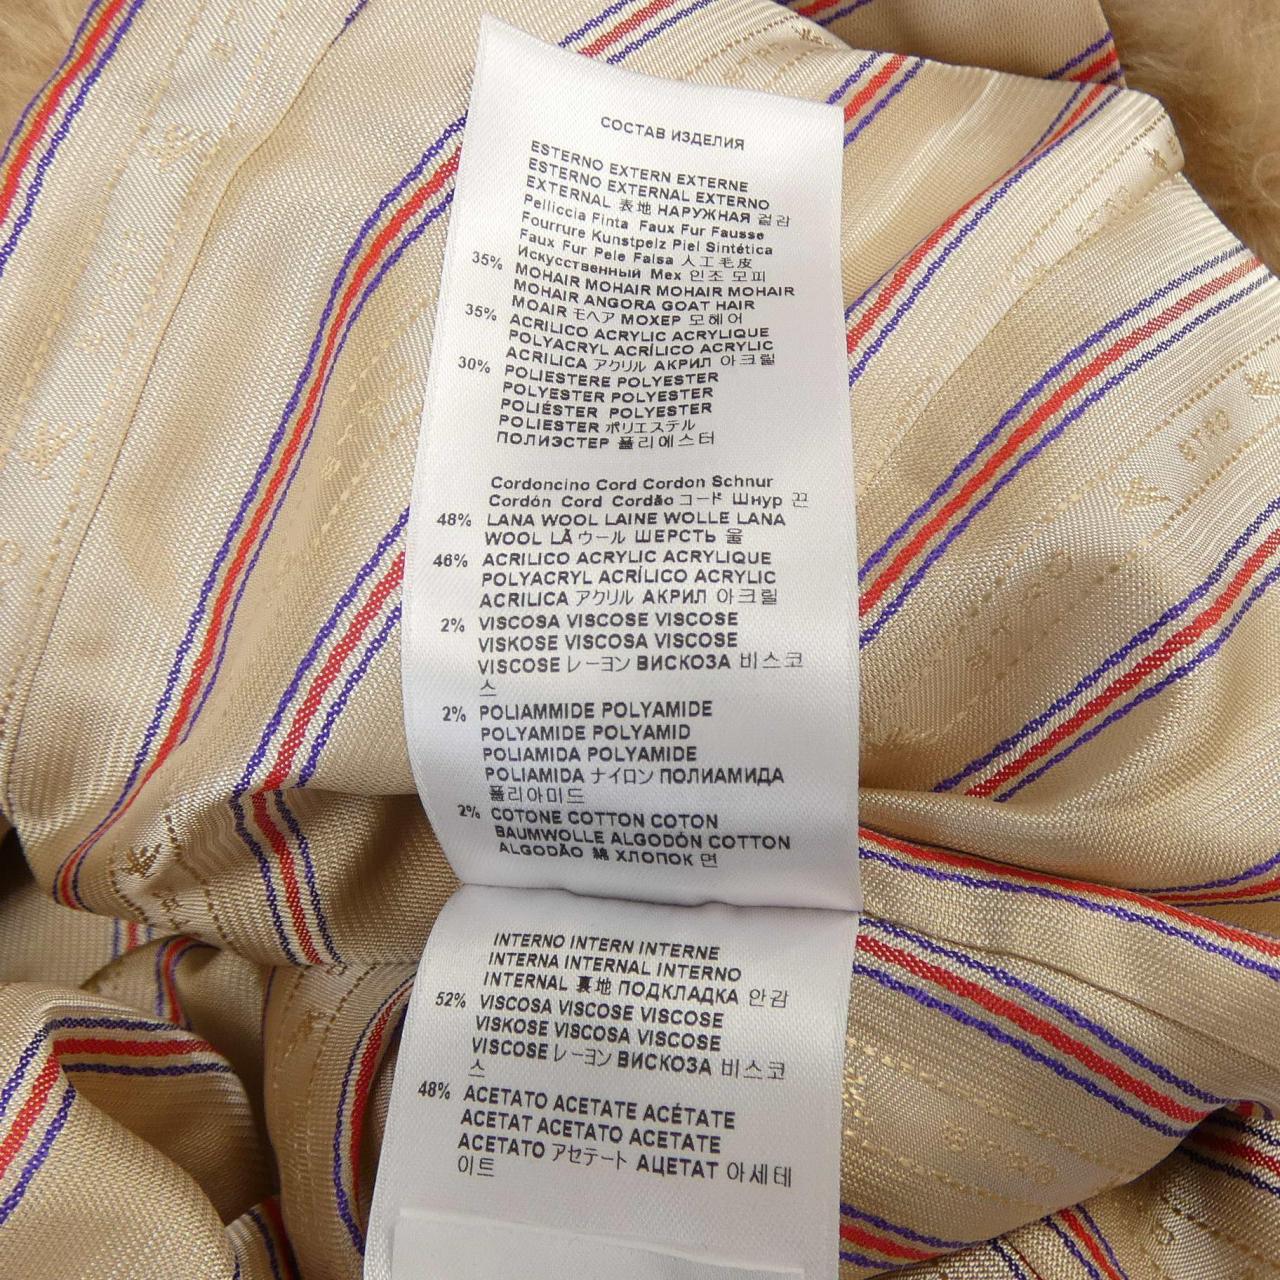 СОСТАВ ИЗДЕЛИЯ
ESTERNO EXTERN EXTERNE
ESTERNO EXTERNAL EXTERNO
EXTERNAL 表地 НАРУЖНАЯ 겉감
Pelliccia Finta Faux Fur Fausse
Fourrure Kunstpelz Piel Sintética
Faux Fur Pele Falsa 人工毛皮
Искусственный Мех 인조 모피
35% MOHAIR MOHAIR MOHAIR MOHAIR
MOHAIR ANGORA GOAT HAIR
MOAIR モヘア МОХЕР 모헤어
35% ACRILICO ACRYLIC ACRYLIQUE
POLYACRYL ACRÍLICO ACRYLIC
ACRILICA アクリル АКРИЛ 아크릴
30% POLIESTERE POLYESTER
POLYESTER POLYESTER
POLIÉSTER POLYESTER
POLIESTER ポリエステル
ПОЛИЭСТЕР 폴리에스터
Cordoncino Cord Cordon Schnur
Cordón Cord Cordão コード Шнур 끈
48% LANA WOOL LAINE WOLLE LANA
WOOL LÃ ウール ШЕРСТЬ 울
46% ACRILICO ACRYLIC ACRYLIQUE
POLYACRYL ACRÍLICO ACRYLIC
ACRILICA アクリル АКРИЛ 아크릴
2% VISCOSA VISCOSE VISCOSE
VISKOSE VISCOSA VISCOSE
VISCOSE レーヨン ВИСКОЗА 비스코
스
2% POLIAMMIDE POLYAMIDE
POLYAMIDE POLYAMID
POLIAMIDA POLYAMIDE
POLIAMIDA ナイロン ПОЛИАМИДА
폴리아미드
2% COTONE COTTON COTON
BAUMWOLLE ALGODÓN COTTON
ALGODÃO 綿 ХЛОПОК 면
INTERNO INTERN INTERNE
INTERNA INTERNAL INTERNO
INTERNAL 裏地 ПОДКЛАДКА 안감
52% VISCOSA VISCOSE VISCOSE
VISKOSE VISCOSA VISCOSE
VISCOSE レーヨン ВИСКОЗА 비스코
스
48% ACETATO ACETATE ACÉTATE
ACETAT ACETATO ACETATE
ACETATO アセテート АЦЕТАТ 아세테
이트